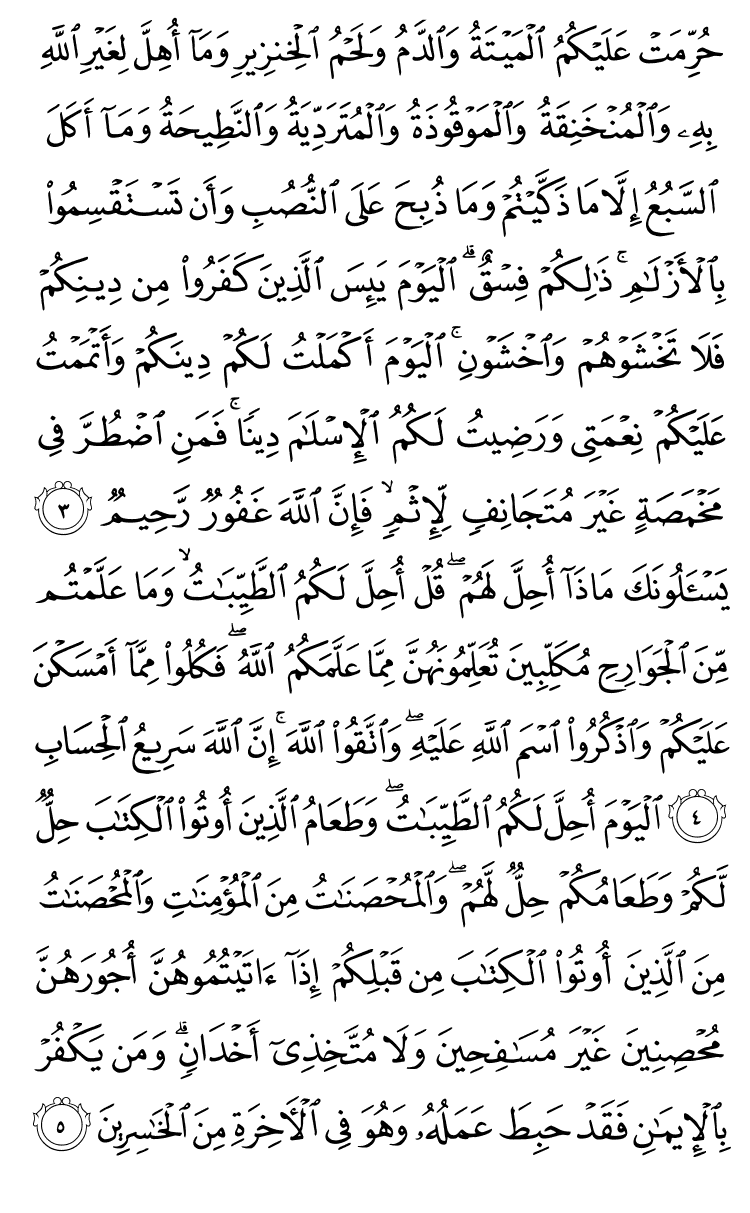 حُرِّمَتْ عَلَيْكُمُ ٱلْمَيْتَةُ وَٱلدَّمُ وَلَحْمُ ٱلْخِنزِيرِ وَمَآ أُهِلَّ لِغَيْرِ ٱللَّهِ
بِهِۦ وَٱلْمُنْخَنِقَةُ وَٱلْمَوْقُوذَةُ وَٱلْمُتَرَدِّيَةُ وَٱلنَّطِيحَةُ وَمَآ أَكَلَ
ٱلسَّبُعُ إِلَّا مَا ذَكَّيْتُمْ وَمَا ذُبِحَ عَلَى ٱلنُّصُبِ وَأَن تَسْتَقْسِمُوا۟
بِٱلْأَزْلَـٰمِ ۚ ذَٰلِكُمْ فِسْقٌ ۗ ٱلْيَوْمَ يَئِسَ ٱلَّذِينَ كَفَرُوا۟ مِن دِينِكُمْ
فَلَا تَخْشَوْهُمْ وَٱخْشَوْنِ ۚ ٱلْيَوْمَ أَكْمَلْتُ لَكُمْ دِينَكُمْ وَأَتْمَمْتُ
عَلَيْكُمْ نِعْمَتِى وَرَضِيتُ لَكُمُ ٱلْإِسْلَـٰمَ دِينًا ۚ فَمَنِ ٱضْطُرَّ فِى
مَخْمَصَةٍ غَيْرَ مُتَجَانِفٍ لِّإِثْمٍ ۙ فَإِنَّ ٱللَّهَ غَفُورٌ رَّحِيمٌ ٣
يَسْـَٔلُونَكَ مَاذَآ أُحِلَّ لَهُمْ ۖ قُلْ أُحِلَّ لَكُمُ ٱلطَّيِّبَـٰتُ ۙ وَمَا عَلَّمْتُم
مِّنَ ٱلْجَوَارِحِ مُكَلِّبِينَ تُعَلِّمُونَهُنَّ مِمَّا عَلَّمَكُمُ ٱللَّهُ ۖ فَكُلُوا۟ مِمَّآ أَمْسَكْنَ
عَلَيْكُمْ وَٱذْكُرُوا۟ ٱسْمَ ٱللَّهِ عَلَيْهِ ۖ وَٱتَّقُوا۟ ٱللَّهَ ۚ إِنَّ ٱللَّهَ سَرِيعُ ٱلْحِسَابِ
٤ ٱلْيَوْمَ أُحِلَّ لَكُمُ ٱلطَّيِّبَـٰتُ ۖ وَطَعَامُ ٱلَّذِينَ أُوتُوا۟ ٱلْكِتَـٰبَ حِلٌّ
لَّكُمْ وَطَعَامُكُمْ حِلٌّ لَّهُمْ ۖ وَٱلْمُحْصَنَـٰتُ مِنَ ٱلْمُؤْمِنَـٰتِ وَٱلْمُحْصَنَـٰتُ
مِنَ ٱلَّذِينَ أُوتُوا۟ ٱلْكِتَـٰبَ مِن قَبْلِكُمْ إِذَآ ءَاتَيْتُمُوهُنَّ أُجُورَهُنَّ
مُحْصِنِينَ غَيْرَ مُسَـٰفِحِينَ وَلَا مُتَّخِذِىٓ أَخْدَانٍ ۗ وَمَن يَكْفُرْ
بِٱلْإِيمَـٰنِ فَقَدْ حَبِطَ عَمَلُهُۥ وَهُوَ فِى ٱلْـَٔاخِرَةِ مِنَ ٱلْخَـٰسِرِينَ ٥